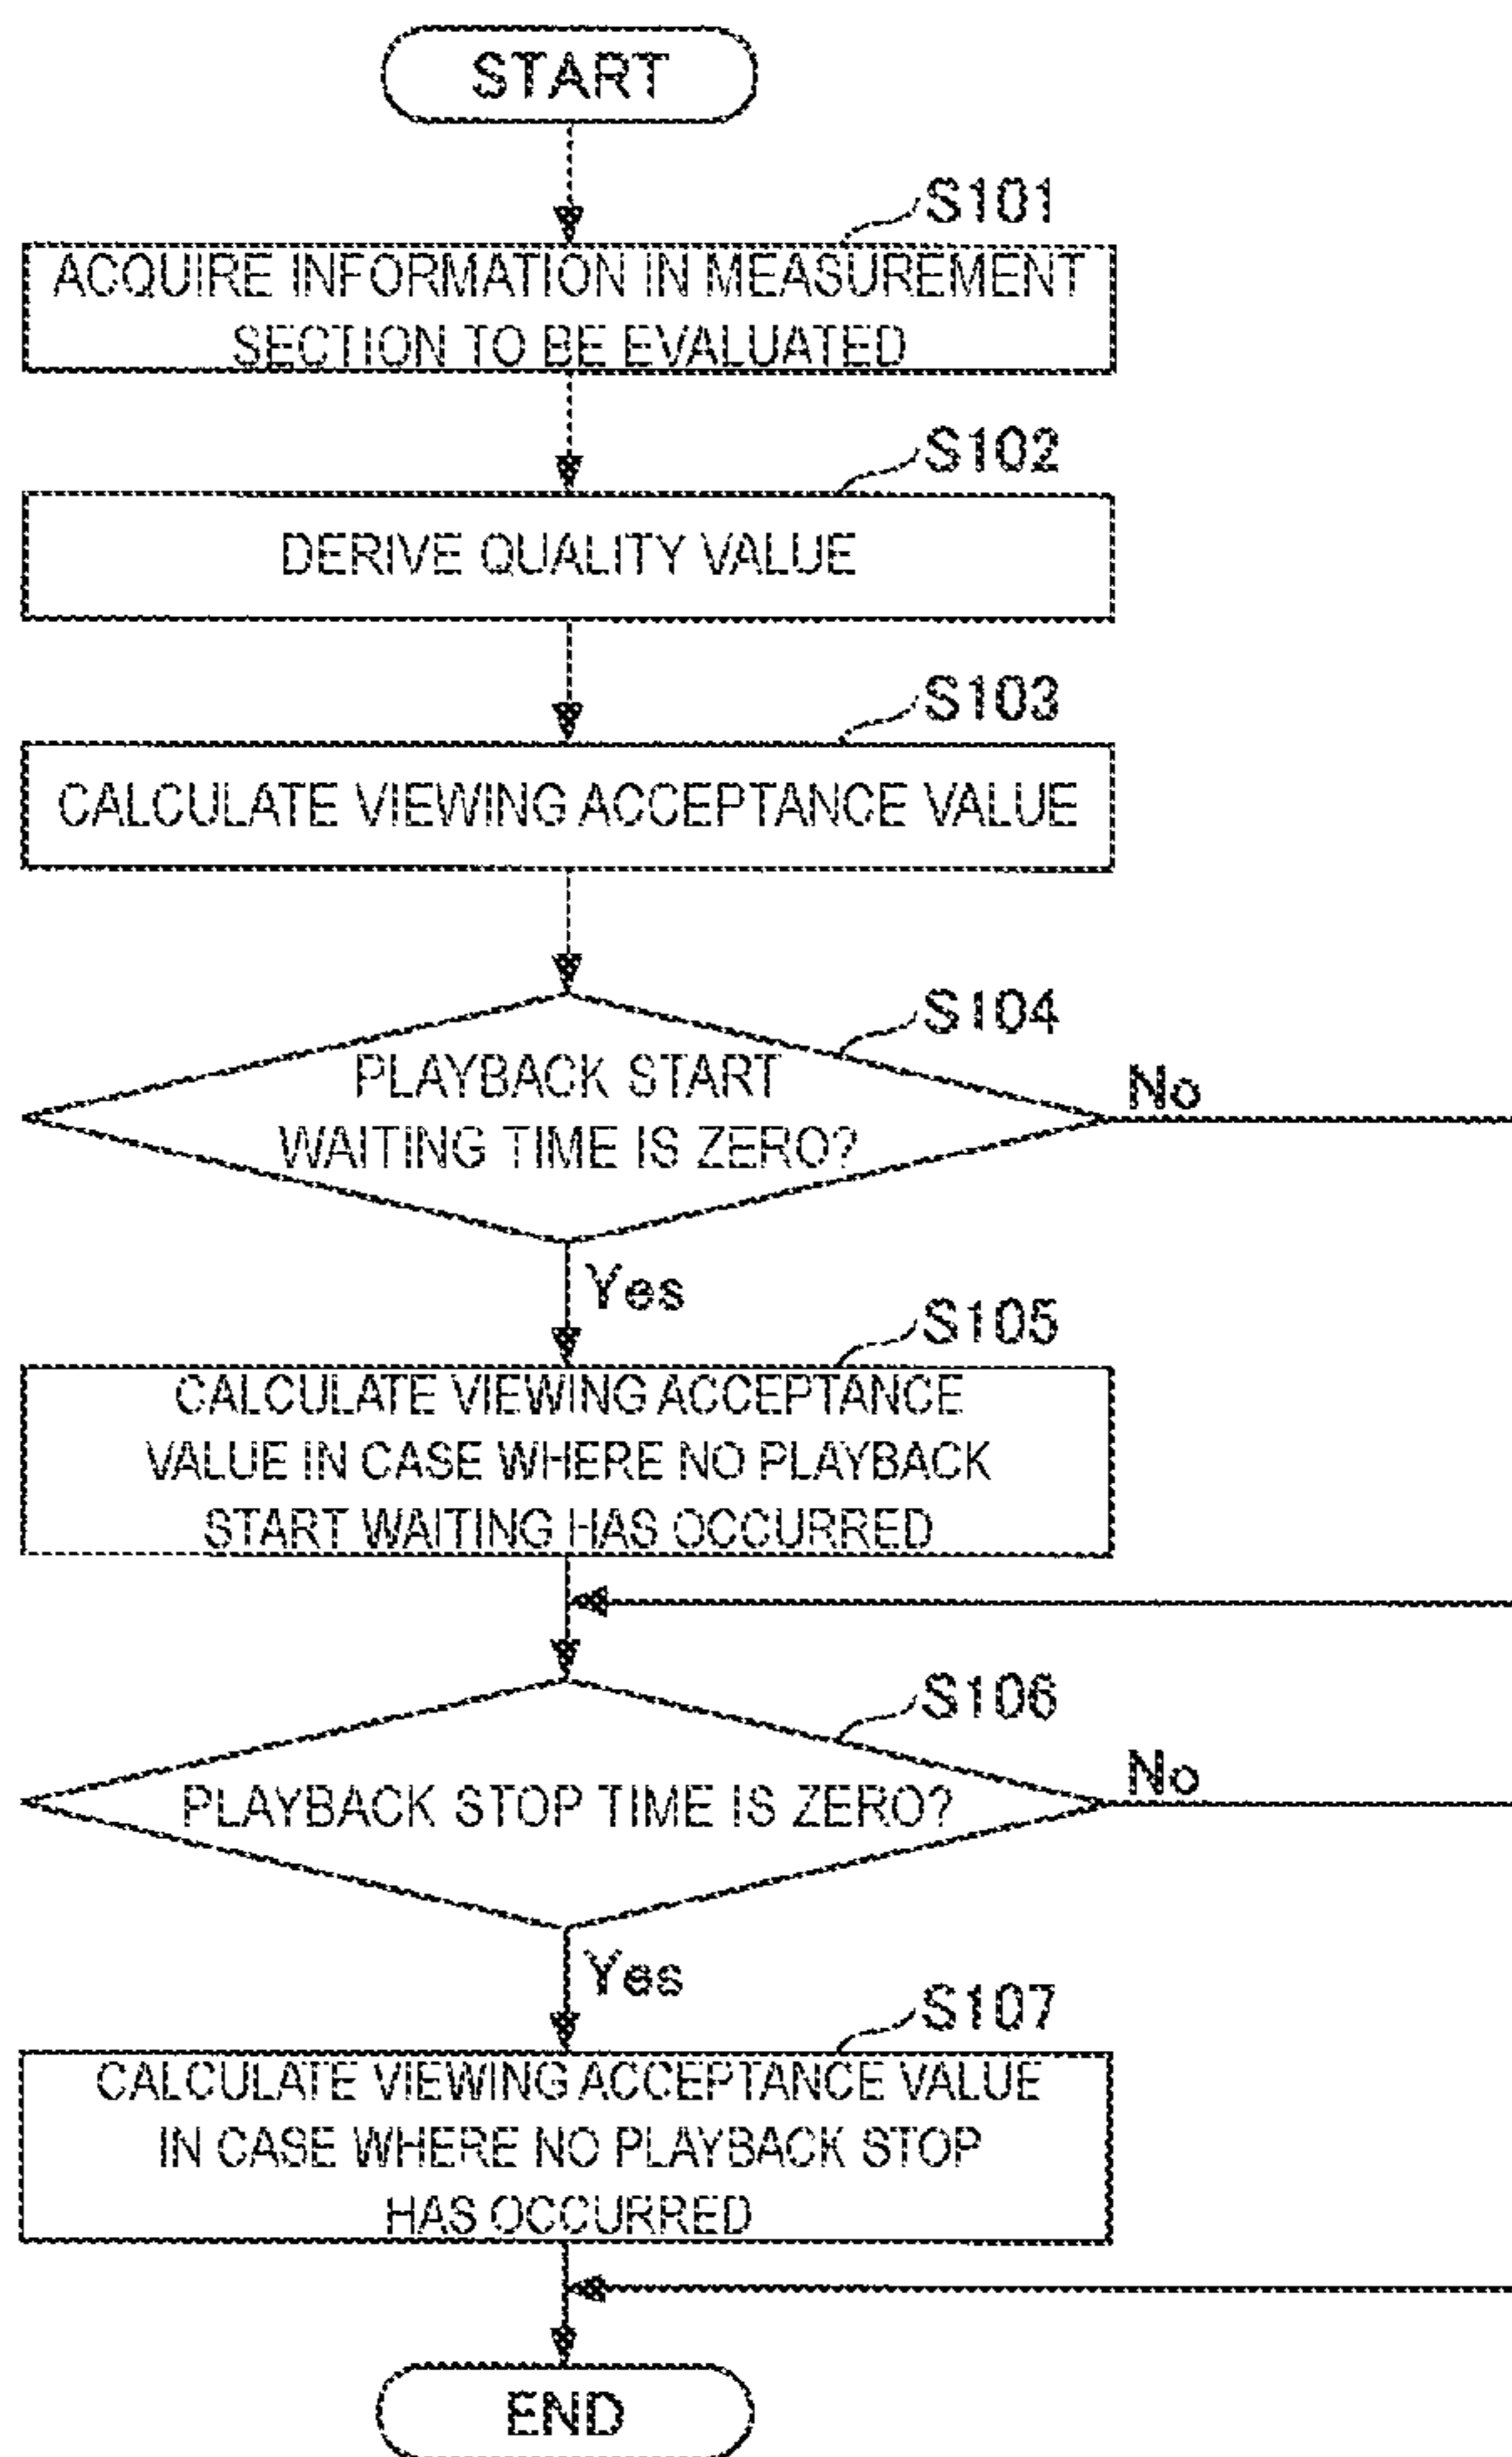 START
S101
ACQUIRE INFORMATION IN MEASUREMENT
SECTION TO BE EVALUATED
S102
DERIVE QUALITY VALUE
S103
CALCULATE VIEWING ACCEPTANCE VALUE
S104
PLAYBACK START
WAITING TIME IS ZERO?
No
Yes
S105
CALCULATE VIEWING ACCEPTANCE
VALUE IN CASE WHERE NO PLAYBACK
START WAITING HAS OCCURRED
S106
PLAYBACK STOP TIME IS ZERO?
No
Yes
S107
CALCULATE VIEWING ACCEPTANCE VALUE
IN CASE WHERE NO PLAYBACK STOP
HAS OCCURRED
END